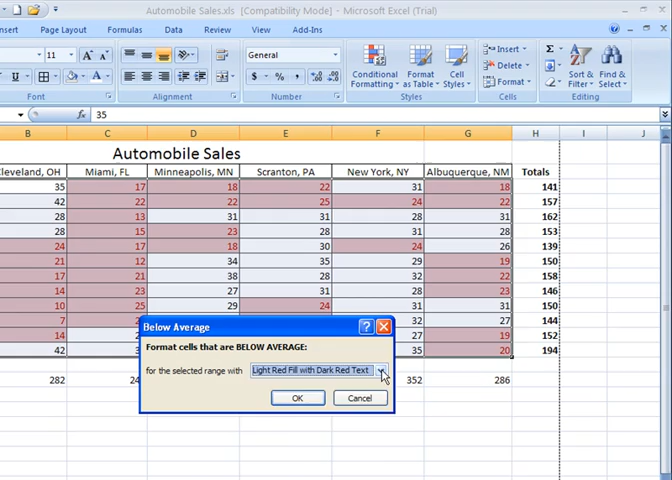 Automobile Sales.xls [Compatibility Mode] - Microsoft Excel (Trial)
Insert Page Layout Formulas Data Review View Add-Ins
11 A A General Conditional Formatting Format as Table Cell Styles Insert Delete Format Σ Sort & Filter Find & Select
B I U A $ % , .0 .00
Font Alignment Number Styles Cells Editing
fx 35
B C D E F G H I J
Automobile Sales
Cleveland, OH Miami, FL Minneapolis, MN Scranton, PA New York, NY Albuquerque, NM Totals
35 17 18 22 31 18 141
42 22 22 25 24 22 157
28 13 31 31 28 31 162
28 15 23 31 28 28 153
24 17 18 30 24 26 139
21 12 34 35 29 19 150
17 21 38 28 32 22 158
14 23 27 31 28 23 146
10 25 29 24 31 31 150
7 32 27 144
14 27 19 152
42 35 20 194
Below Average
Format cells that are BELOW AVERAGE:
for the selected range with Light Red Fill with Dark Red Text
OK Cancel
282 352 286